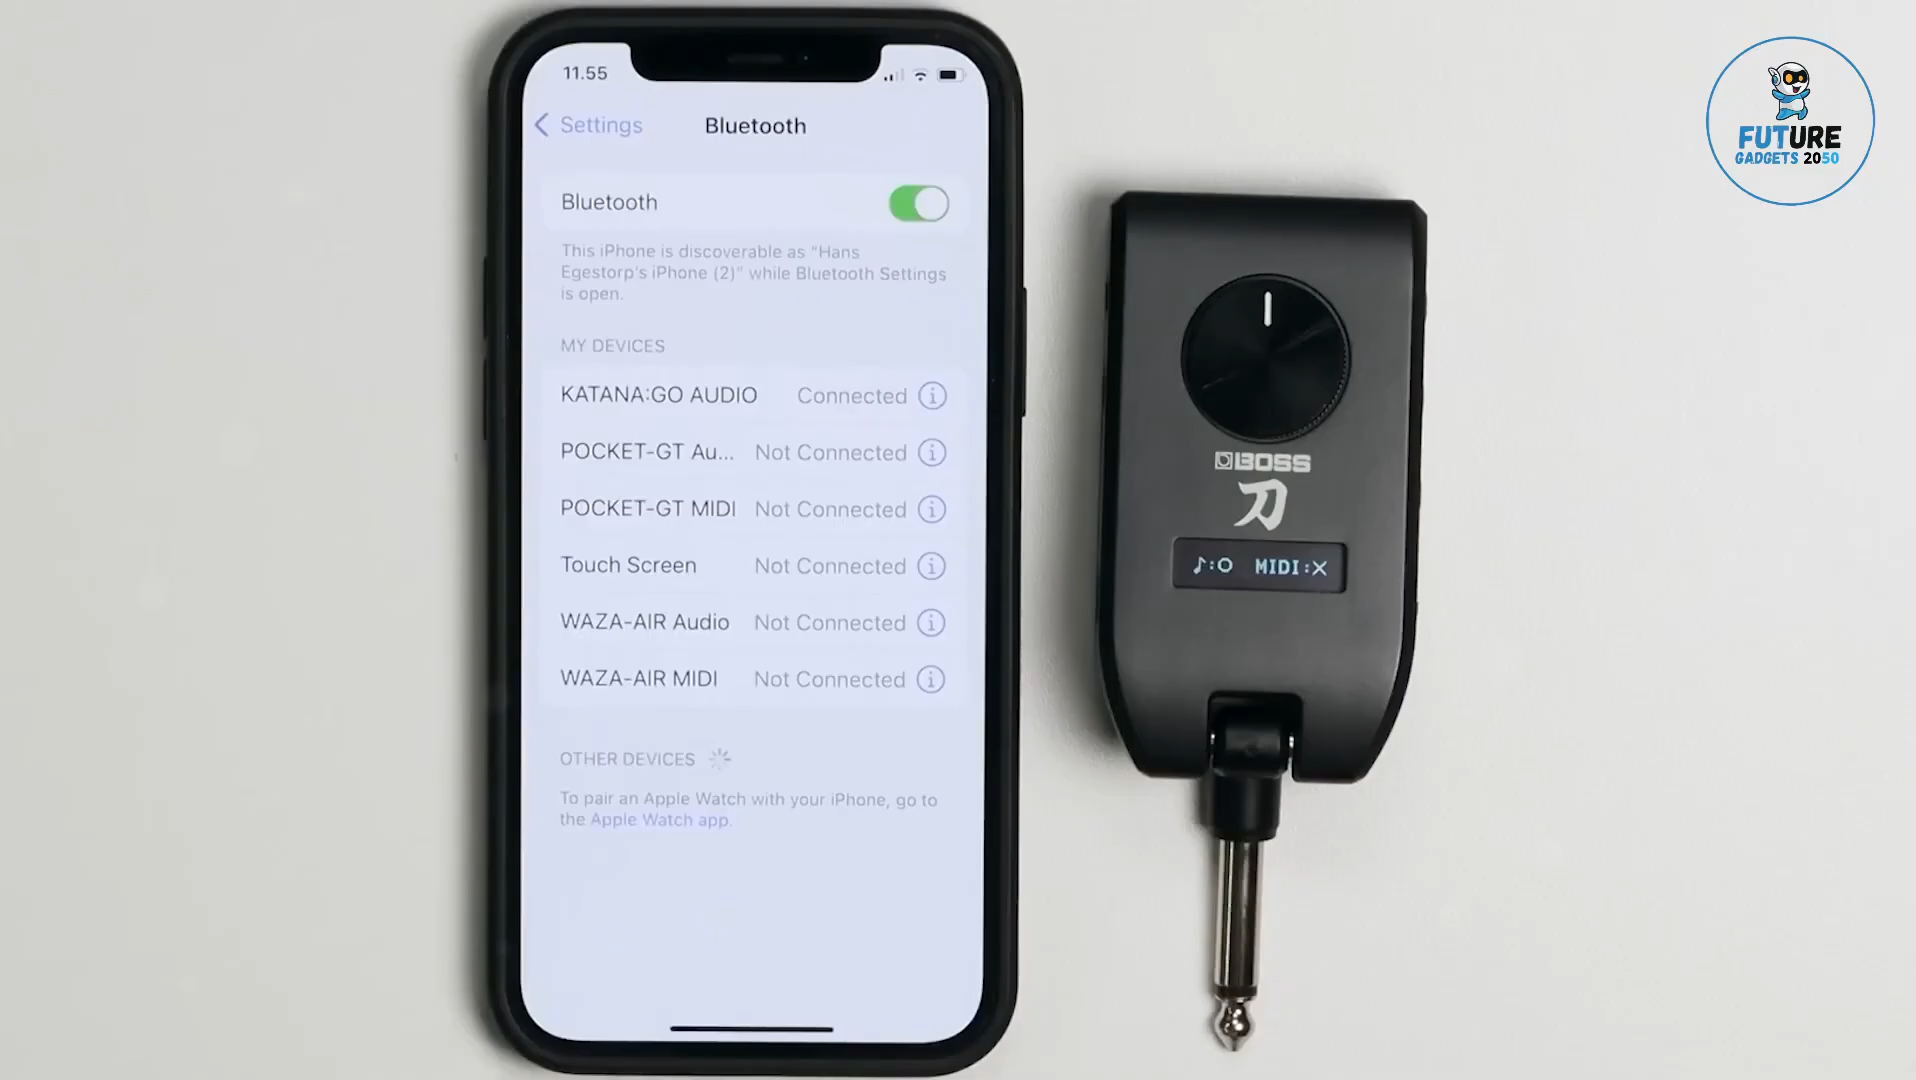 11.55
Settings
Bluetooth
Bluetooth
This iPhone is discoverable as “Hans
Egestorp's iPhone (2)” while Bluetooth Settings
is open.
MY DEVICES
KATANA:GO AUDIO Connected
POCKET-GT Au... Not Connected
POCKET-GT MIDI Not Connected
Touch Screen Not Connected
WAZA-AIR Audio Not Connected
WAZA-AIR MIDI Not Connected
OTHER DEVICES
To pair an Apple Watch with your iPhone, go to
the Apple Watch app.
BOSS
刀
♪:O MIDI:X
FUTURE
GADGETS 2050